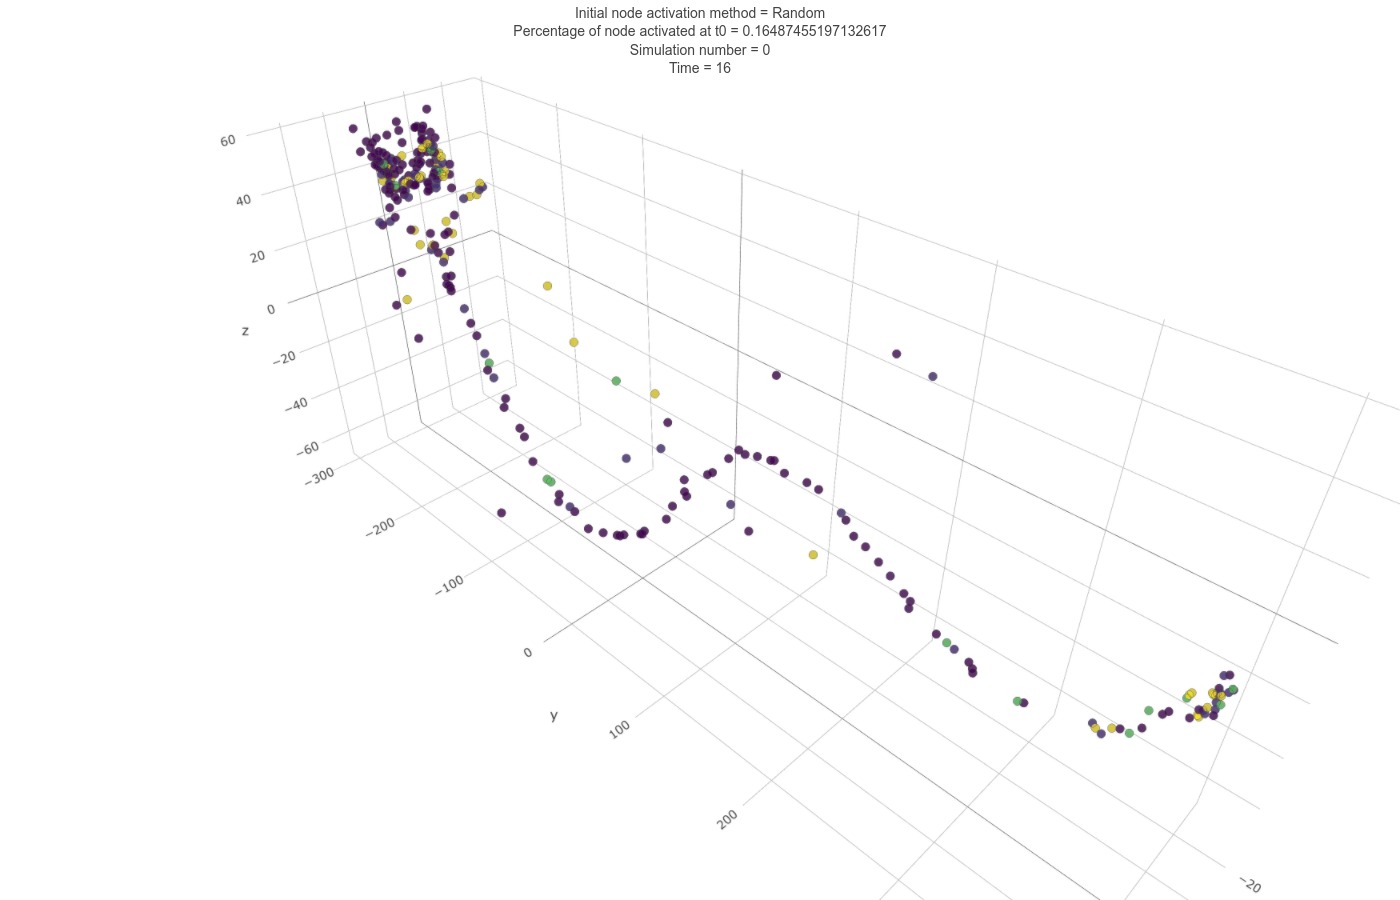 Initial node activation method = Random
Percentage of node activated at t0 = 0.16487455197132617
Simulation number = 0
Time = 16
60
40
20
0
z
−20
−40
−60
−300
−200
−100
0
y
100
200
−20